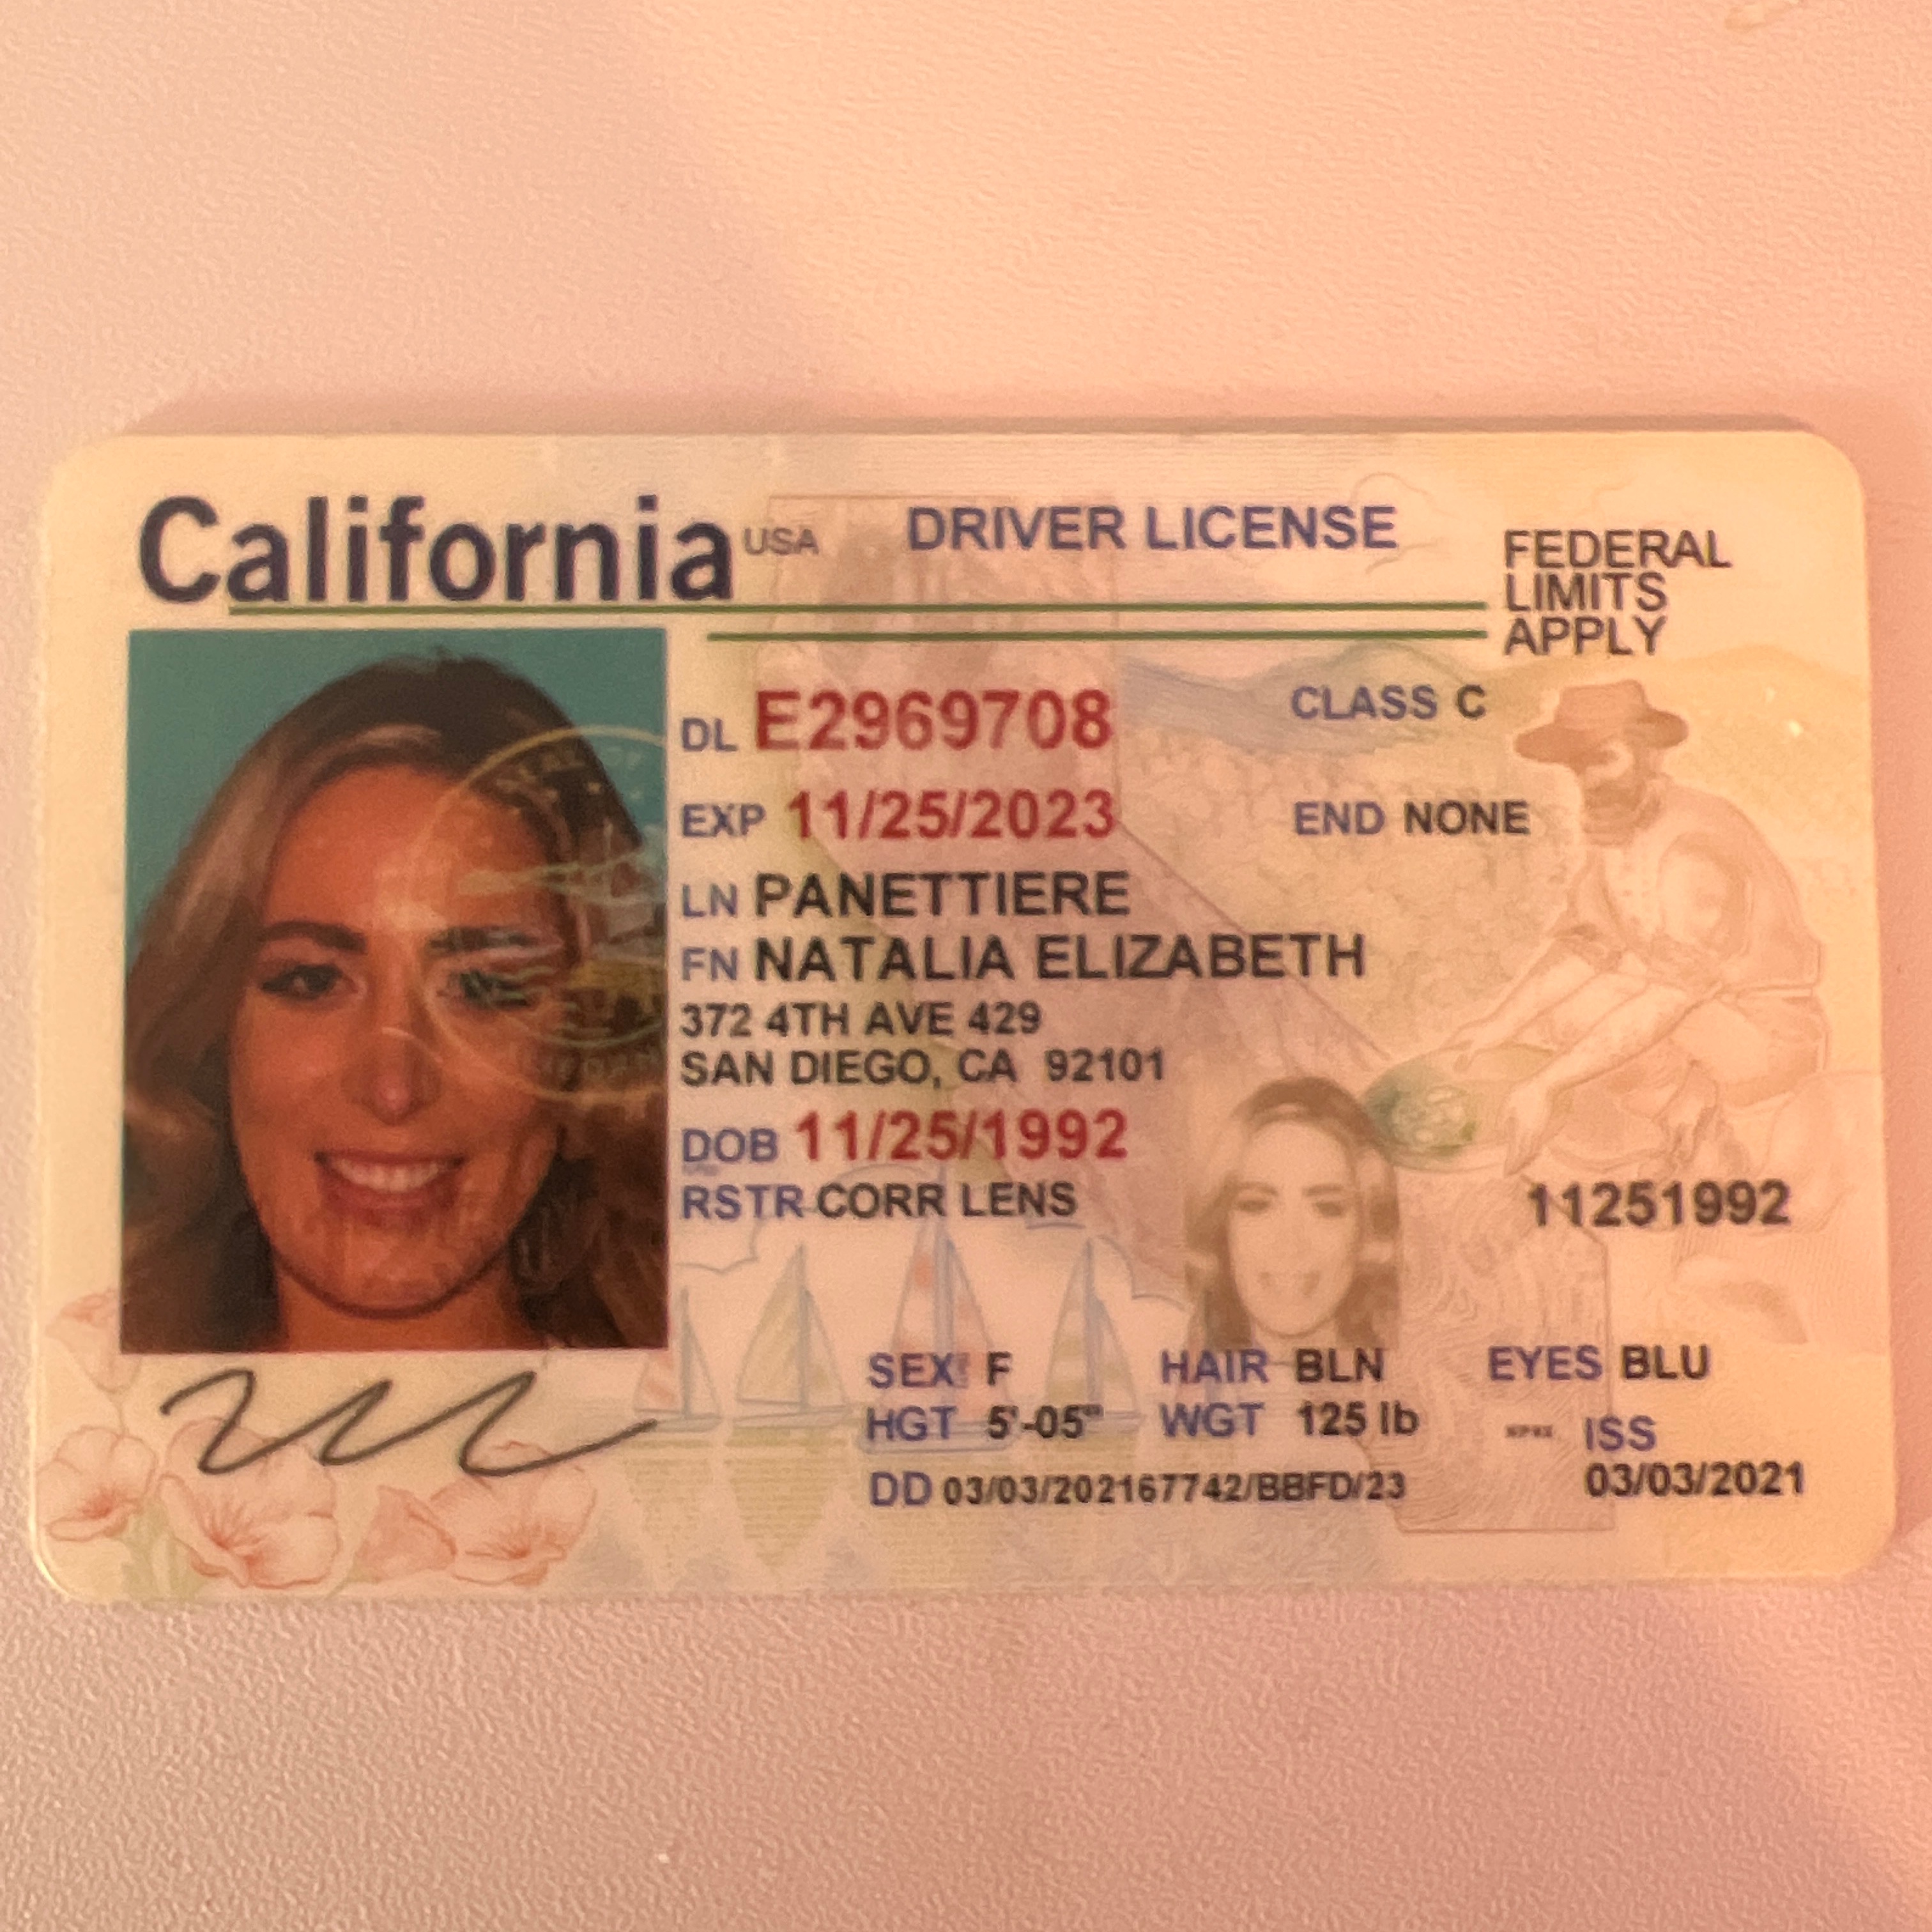 California USA DRIVER LICENSE
FEDERAL
LIMITS
APPLY
DL E2969708 CLASS C
EXP 11/25/2023 END NONE
LN PANETTIERE
FN NATALIA ELIZABETH
372 4TH AVE 429
SAN DIEGO, CA 92101
DOB 11/25/1992
RSTR CORR LENS 11251992
SEX F HAIR BLN EYES BLU
HGT 5'-05" WGT 125 lb ISS
DD 03/03/202167742/BBFD/23 03/03/2021